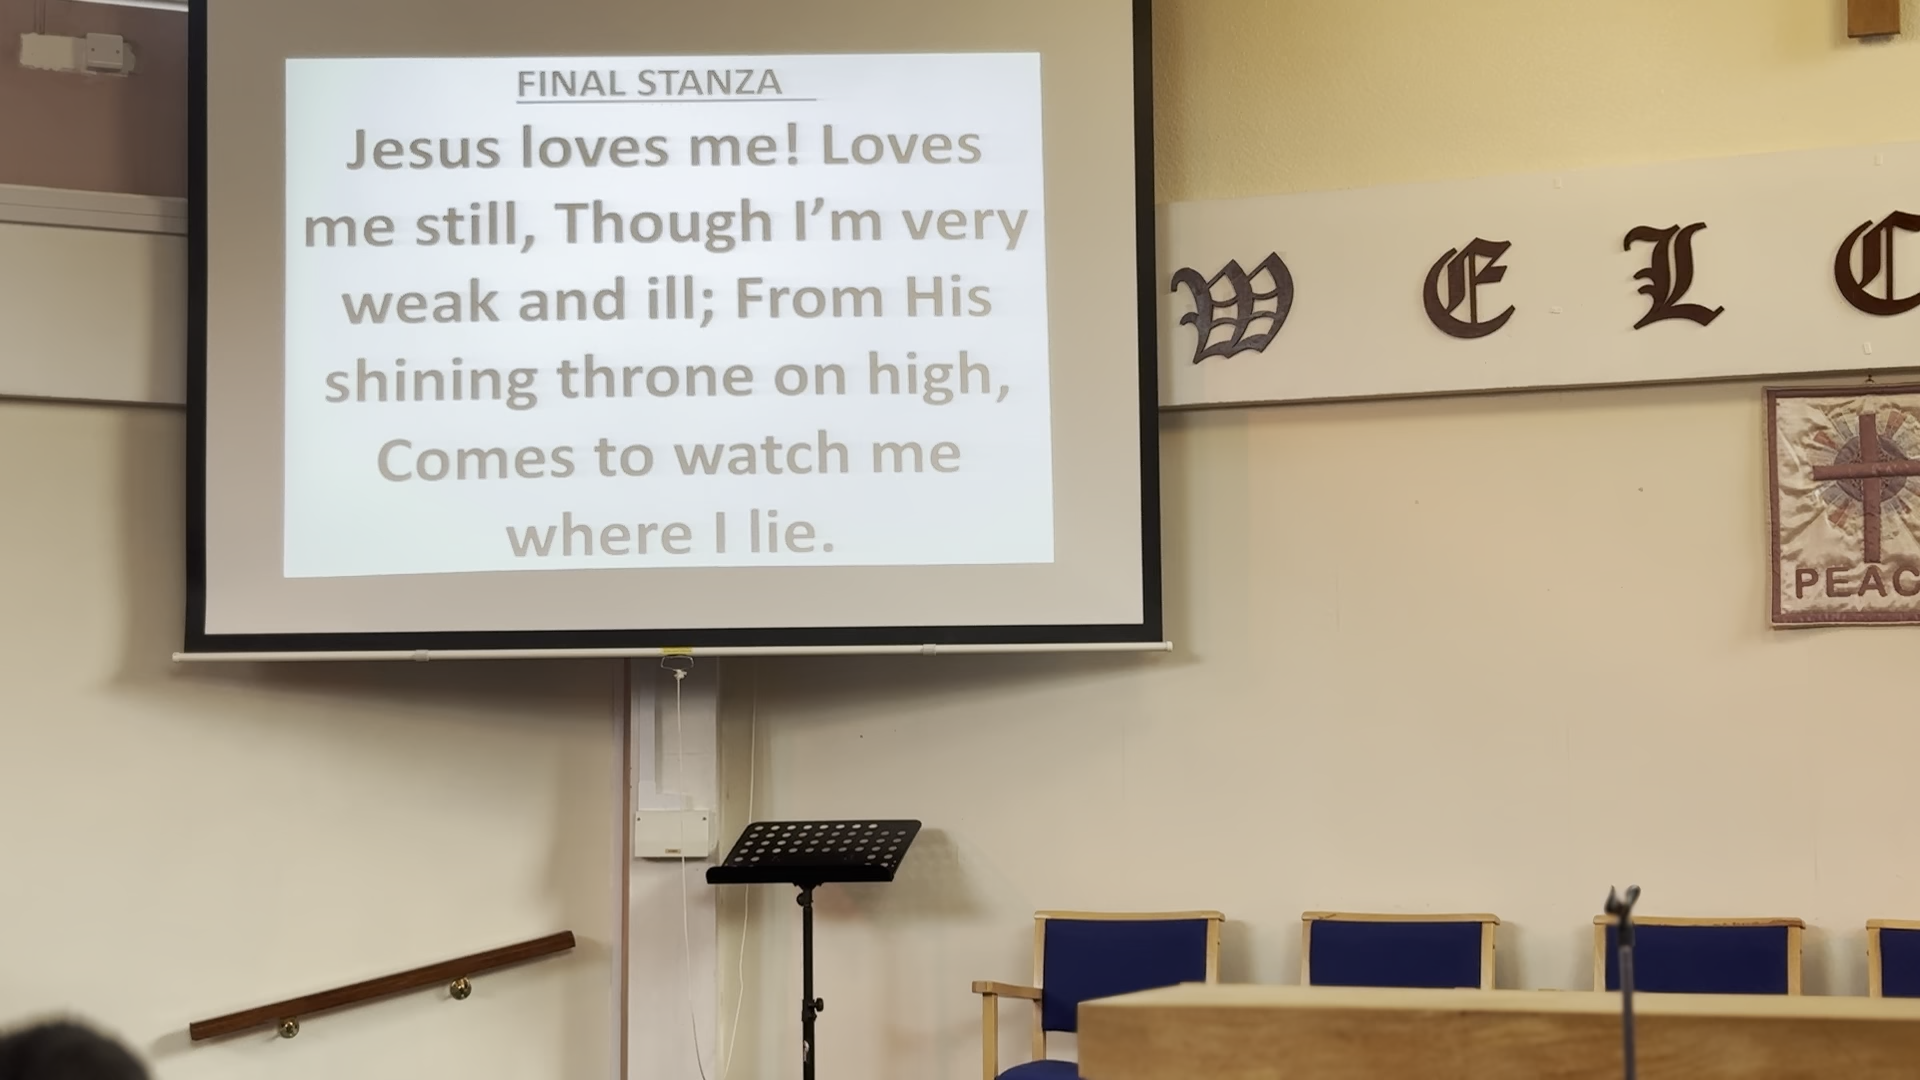 FINAL STANZA
Jesus loves me! Loves
me still, Though I’m very
weak and ill; From His
shining throne on high,
Comes to watch me
where I lie.
W E L C
PEAC